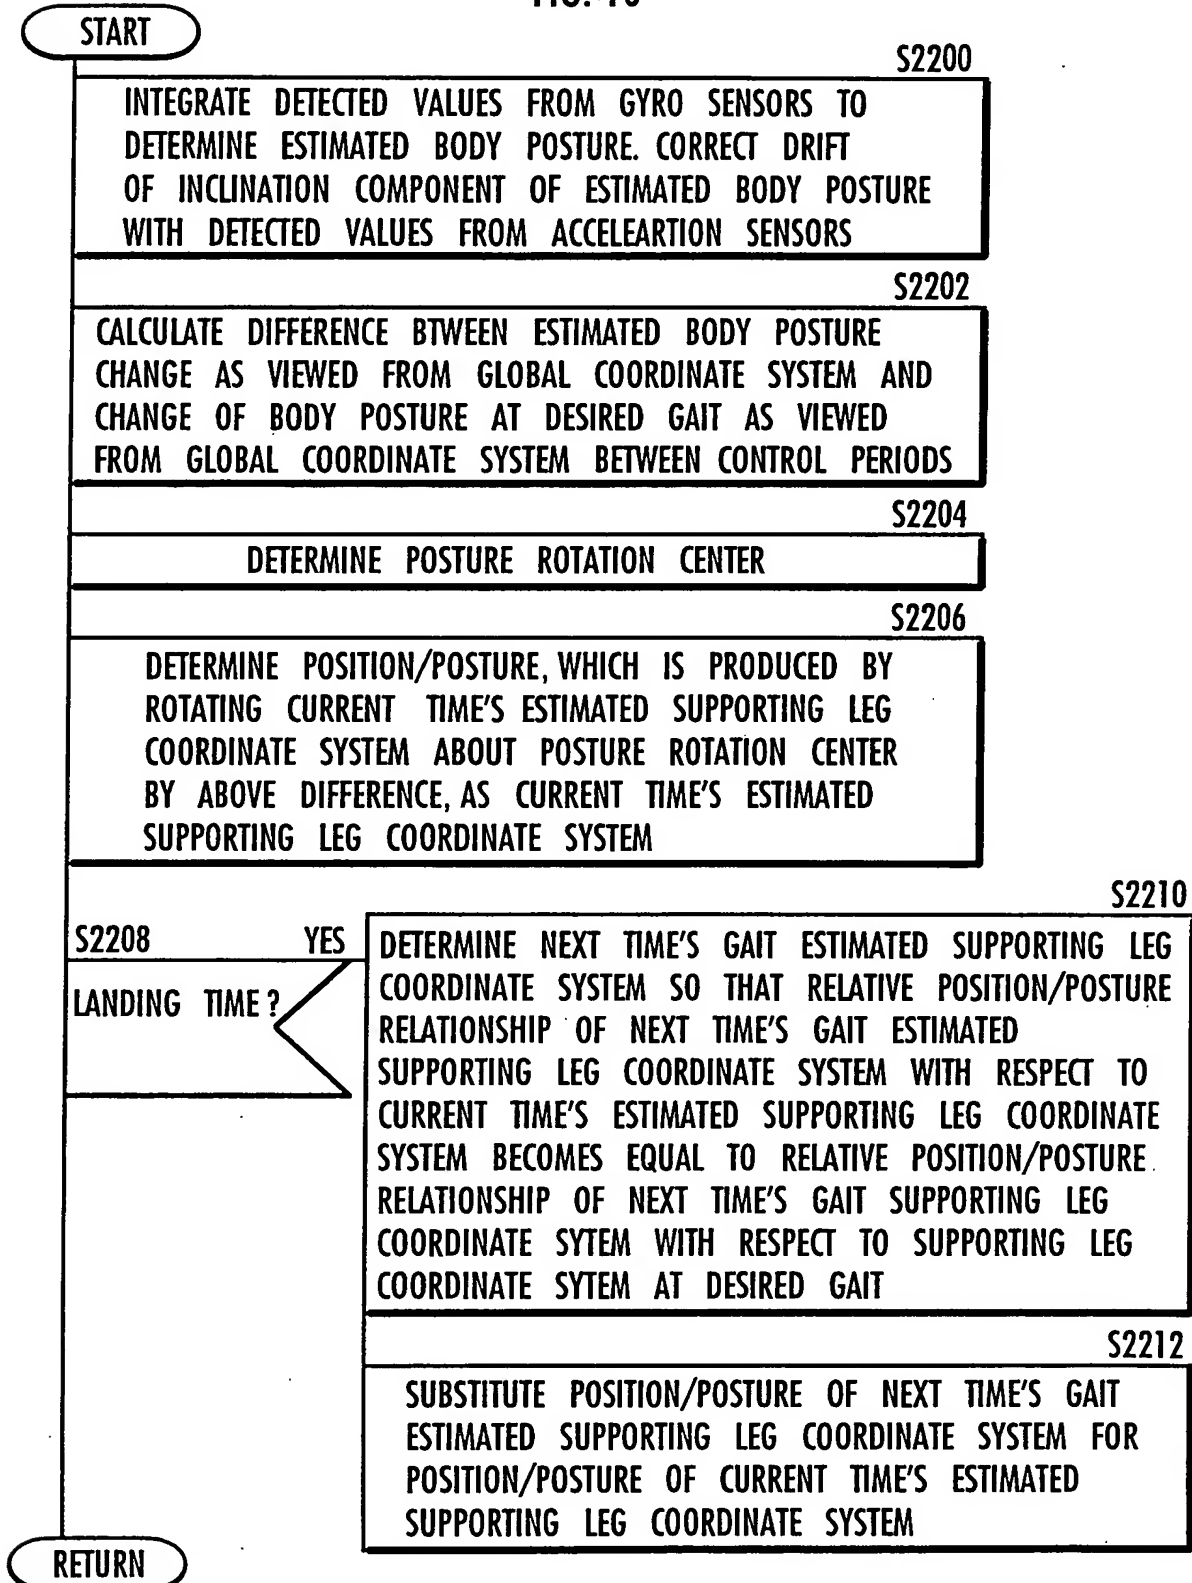 START
S2200
INTEGRATE DETECTED VALUES FROM GYRO SENSORS TO
DETERMINE ESTIMATED BODY POSTURE. CORRECT DRIFT
OF INCLINATION COMPONENT OF ESTIMATED BODY POSTURE
WITH DETECTED VALUES FROM ACCELEARTION SENSORS
S2202
CALCULATE DIFFERENCE BTWEEN ESTIMATED BODY POSTURE
CHANGE AS VIEWED FROM GLOBAL COORDINATE SYSTEM AND
CHANGE OF BODY POSTURE AT DESIRED GAIT AS VIEWED
FROM GLOBAL COORDINATE SYSTEM BETWEEN CONTROL PERIODS
S2204
DETERMINE POSTURE ROTATION CENTER
S2206
DETERMINE POSITION/POSTURE, WHICH IS PRODUCED BY
ROTATING CURRENT TIME'S ESTIMATED SUPPORTING LEG
COORDINATE SYSTEM ABOUT POSTURE ROTATION CENTER
BY ABOVE DIFFERENCE, AS CURRENT TIME'S ESTIMATED
SUPPORTING LEG COORDINATE SYSTEM
S2208 YES
LANDING TIME?
S2210
DETERMINE NEXT TIME'S GAIT ESTIMATED SUPPORTING LEG
COORDINATE SYSTEM SO THAT RELATIVE POSITION/POSTURE
RELATIONSHIP OF NEXT TIME'S GAIT ESTIMATED
SUPPORTING LEG COORDINATE SYSTEM WITH RESPECT TO
CURRENT TIME'S ESTIMATED SUPPORTING LEG COORDINATE
SYSTEM BECOMES EQUAL TO RELATIVE POSITION/POSTURE
RELATIONSHIP OF NEXT TIME'S GAIT SUPPORTING LEG
COORDINATE SYTEM WITH RESPECT TO SUPPORTING LEG
COORDINATE SYTEM AT DESIRED GAIT
S2212
SUBSTITUTE POSITION/POSTURE OF NEXT TIME'S GAIT
ESTIMATED SUPPORTING LEG COORDINATE SYSTEM FOR
POSITION/POSTURE OF CURRENT TIME'S ESTIMATED
SUPPORTING LEG COORDINATE SYSTEM
RETURN